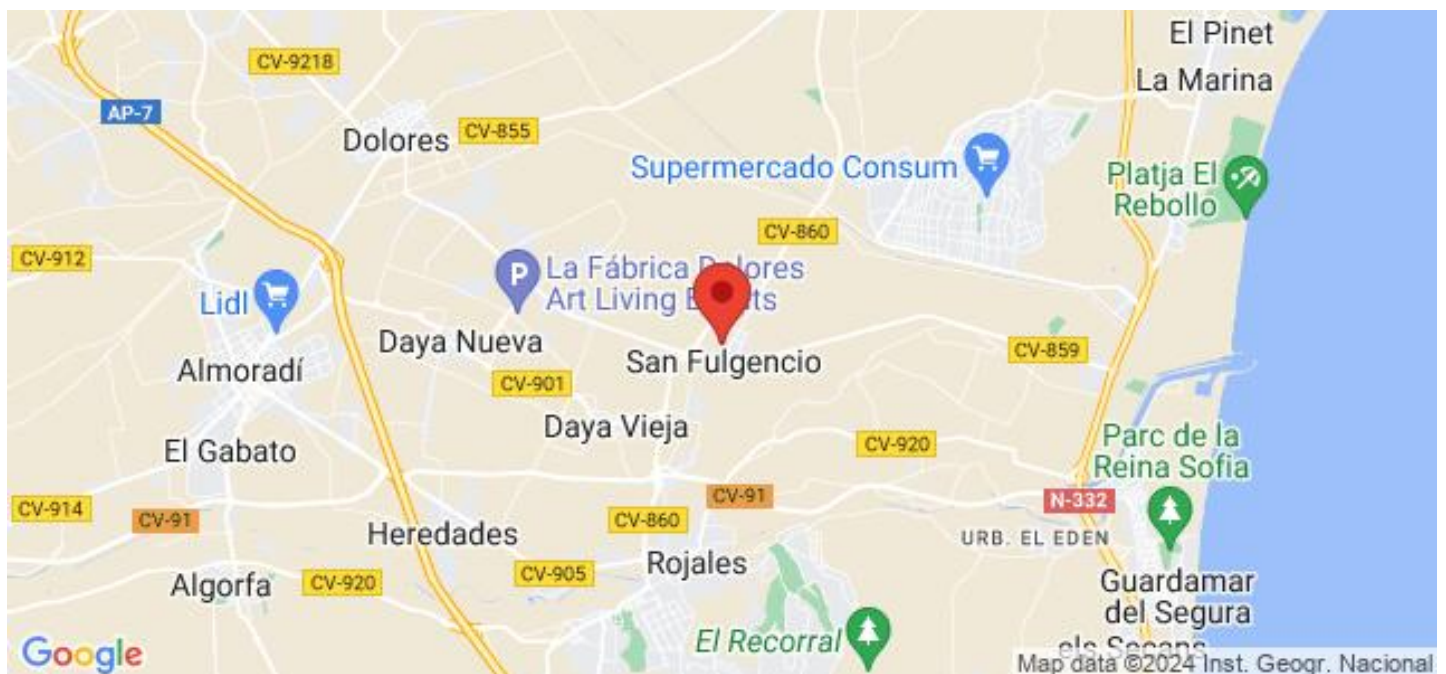 El Pinet
La Marina
CV-9218
AP-7
Dolores
CV-855
Supermercado Consum
Platja El
Rebollo
CV-860
CV-912
La Fábrica Dolores
Art Living Events
P
Lidl
Daya Nueva
San Fulgencio
CV-859
Almoradí
CV-901
Daya Vieja
CV-920
Parc de la
Reina Sofia
El Gabato
CV-91
N-332
CV-914
CV-91
CV-860
Heredades
URB. EL EDEN
Rojales
CV-905
CV-920
Algorfa
Guardamar
del Segura
El Recorral
els Secans
Google
Map data ©2024 Inst. Geogr. Nacional